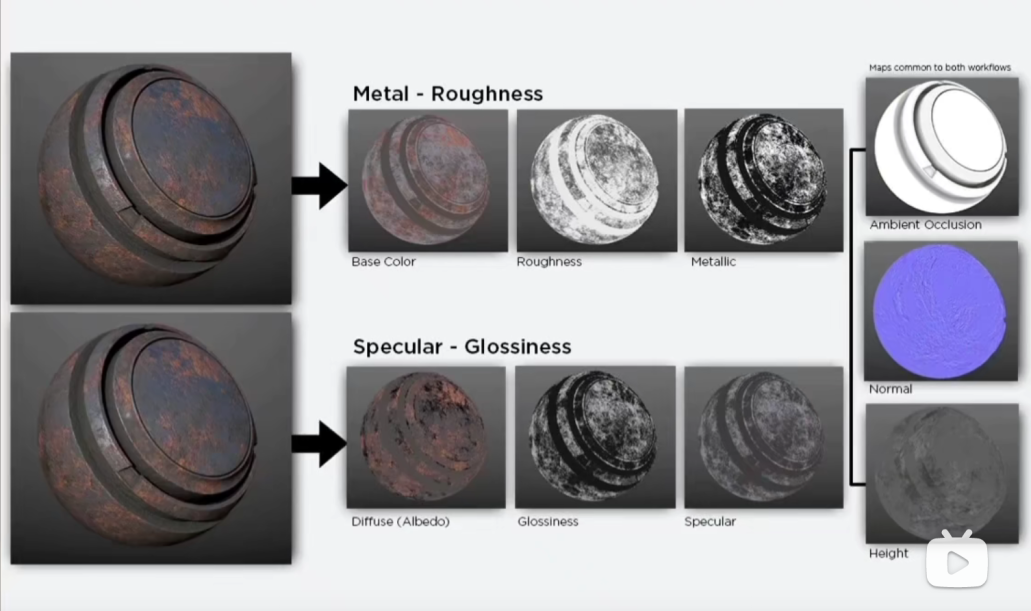 Maps common to both workflows
Metal - Roughness
Base Color
Roughness
Metallic
Ambient Occlusion
Specular - Glossiness
Normal
Diffuse (Albedo)
Glossiness
Specular
Height